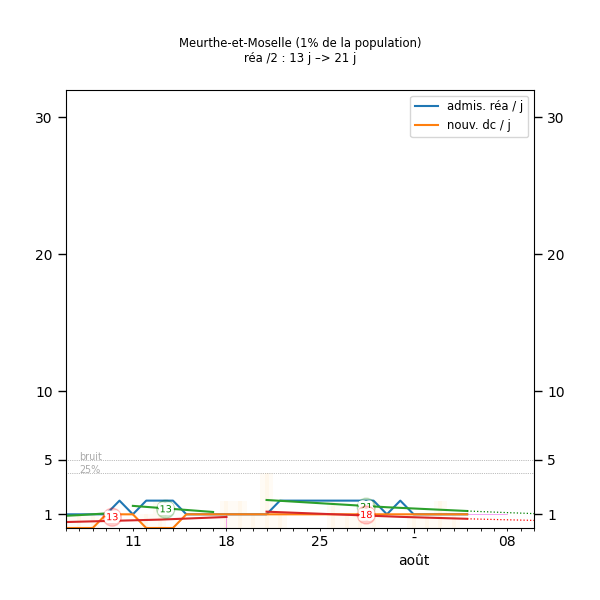 Meurthe-et-Moselle (1% de la population)
réa /2 : 13 j –> 21 j
admis. réa / j
nouv. dc / j
30 30
20 20
10 10
5 5
bruit
25%
1 1
13
13
21
18
11 18 25 - 08
août